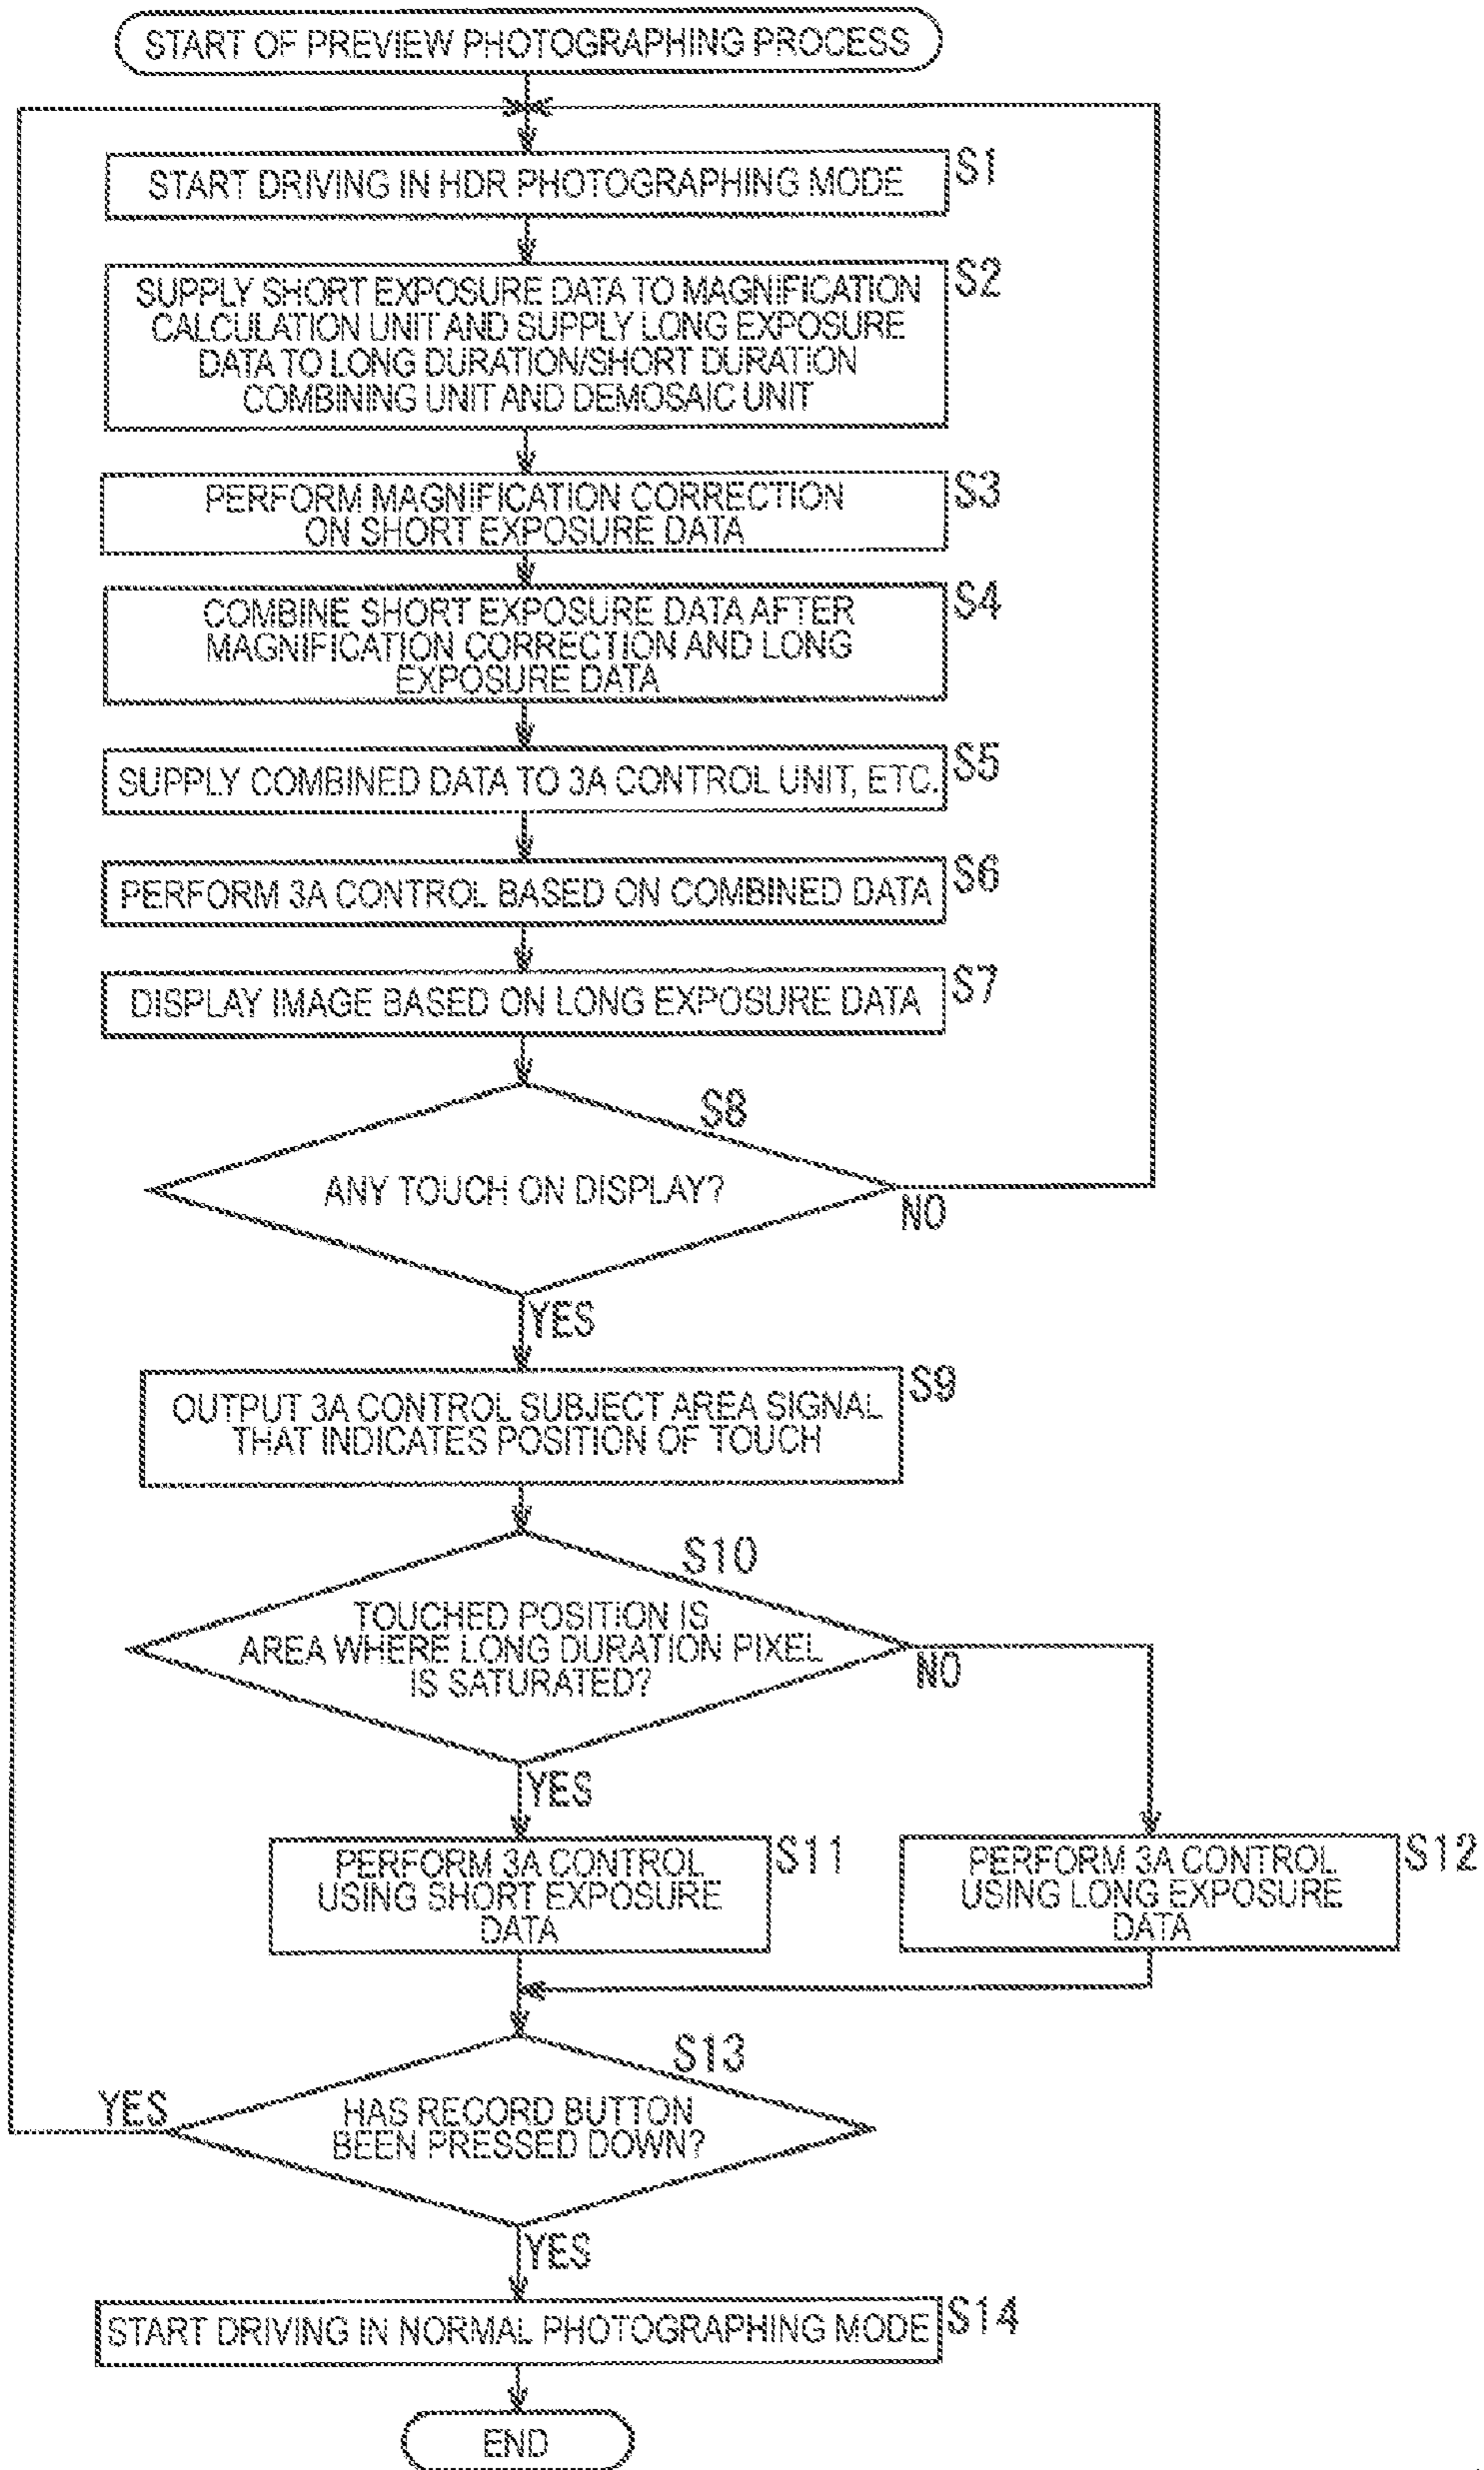 START OF PREVIEW PHOTOGRAPHING PROCESS
START DRIVING IN HDR PHOTOGRAPHING MODE
S1
SUPPLY SHORT EXPOSURE DATA TO MAGNIFICATION
CALCULATION UNIT AND SUPPLY LONG EXPOSURE
DATA TO LONG DURATION/SHORT DURATION
COMBINING UNIT AND DEMOSAIC UNIT
S2
PERFORM MAGNIFICATION CORRECTION
ON SHORT EXPOSURE DATA
S3
COMBINE SHORT EXPOSURE DATA AFTER
MAGNIFICATION CORRECTION AND LONG
EXPOSURE DATA
S4
SUPPLY COMBINED DATA TO 3A CONTROL UNIT, ETC.
S5
PERFORM 3A CONTROL BASED ON COMBINED DATA
S6
DISPLAY IMAGE BASED ON LONG EXPOSURE DATA
S7
S8
ANY TOUCH ON DISPLAY?
NO
YES
OUTPUT 3A CONTROL SUBJECT AREA SIGNAL
THAT INDICATES POSITION OF TOUCH
S9
S10
TOUCHED POSITION IS
AREA WHERE LONG DURATION PIXEL
IS SATURATED?
NO
YES
PERFORM 3A CONTROL
USING SHORT EXPOSURE
DATA
S11
PERFORM 3A CONTROL
USING LONG EXPOSURE
DATA
S12
S13
YES
HAS RECORD BUTTON
BEEN PRESSED DOWN?
YES
START DRIVING IN NORMAL PHOTOGRAPHING MODE
S14
END